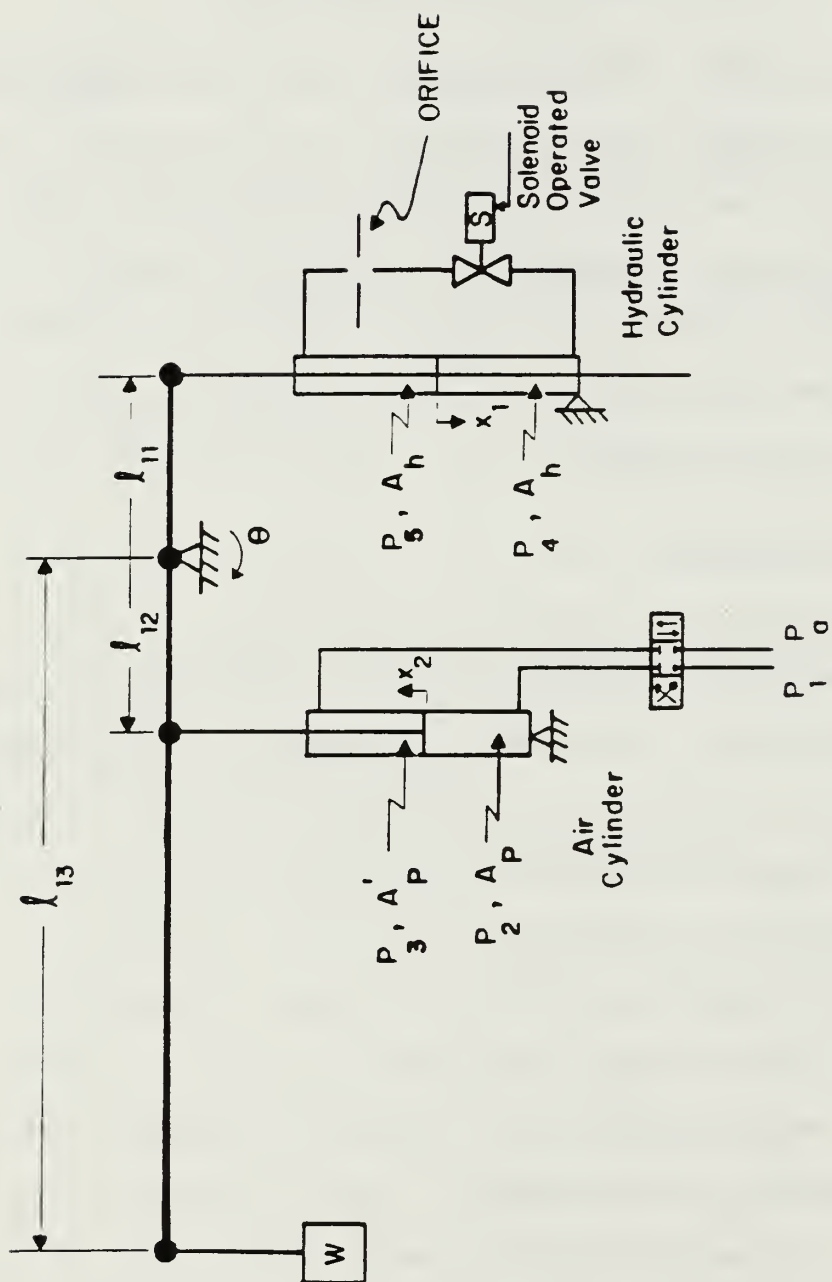 ℓ₁₃
ℓ₁₂
ℓ₁₁
θ
ORIFICE
W
P₃, A'ₚ
P₂, Aₚ
x₂
Air
Cylinder
P₁
Pₐ
P₅, Aₕ
P₄, Aₕ
x₁
S
Solenoid
Operated
Valve
Hydraulic
Cylinder